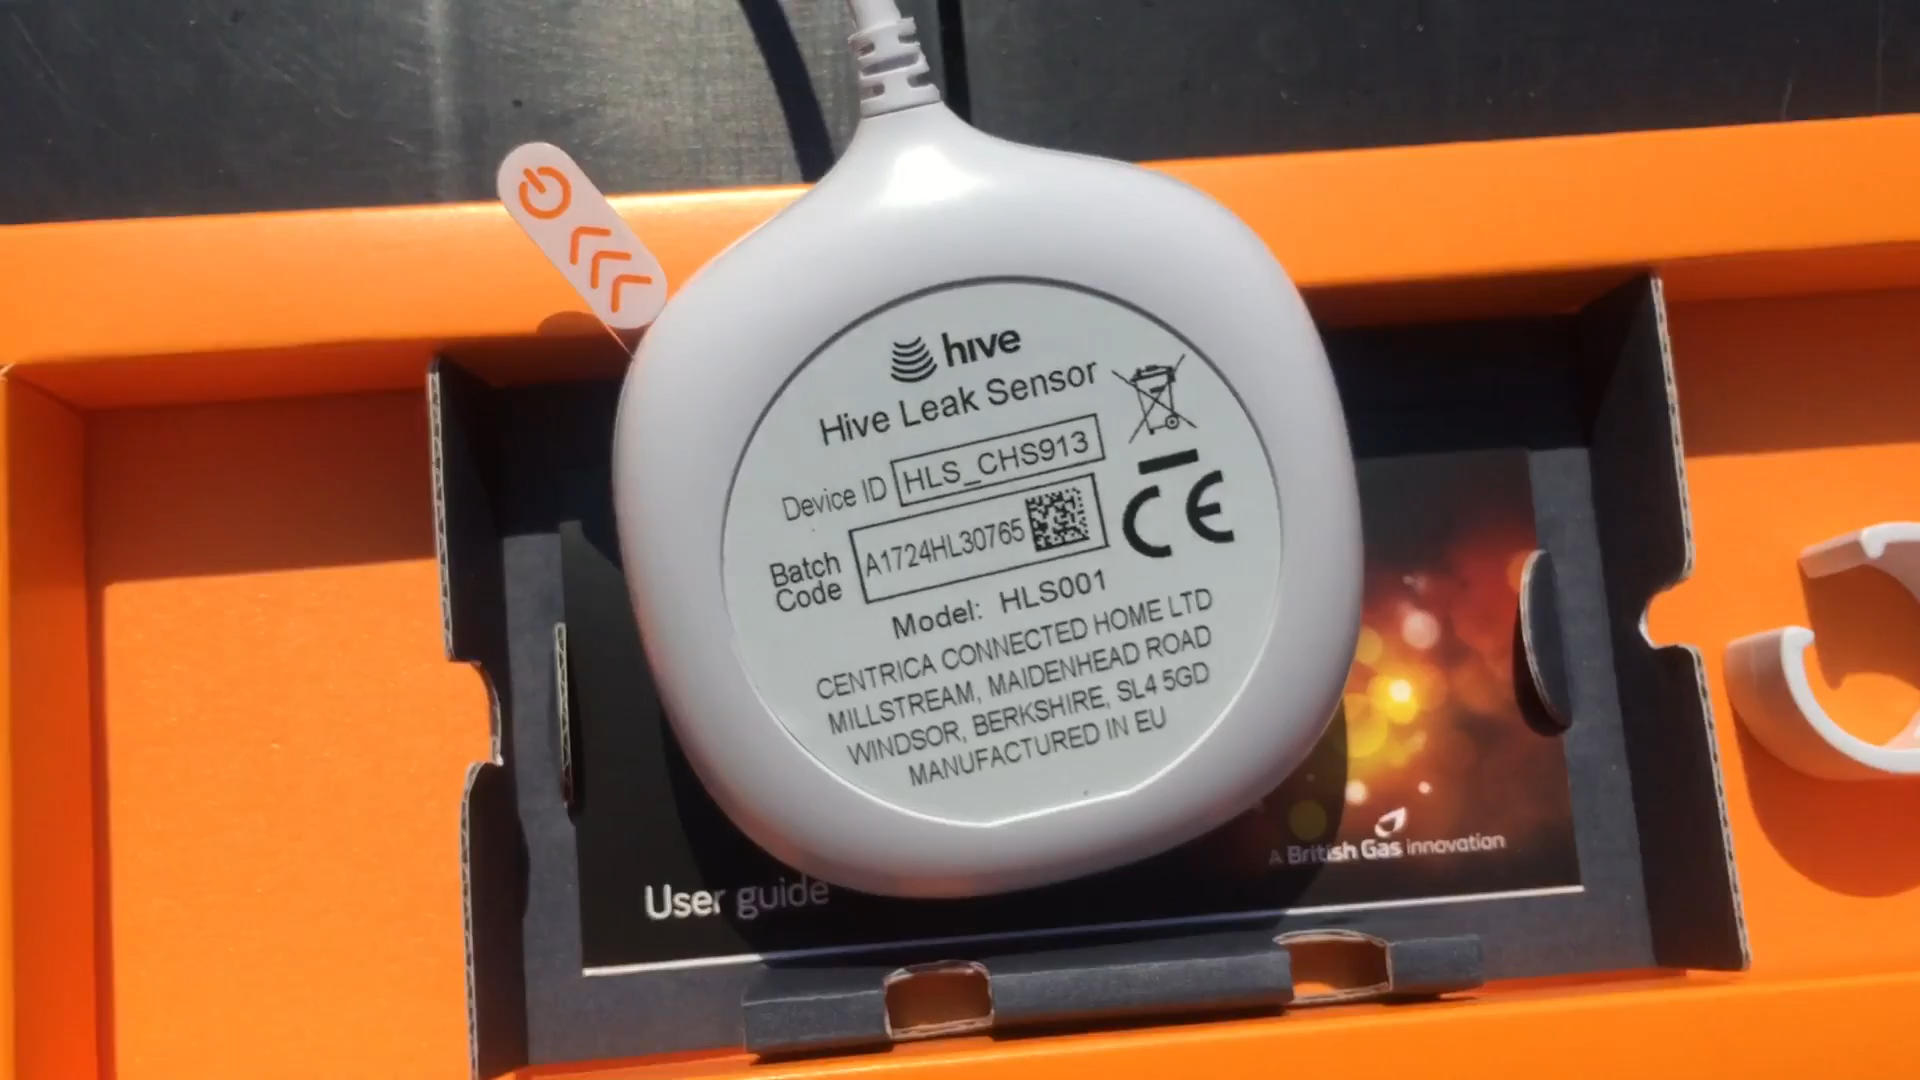 hive
Hive Leak Sensor
Device ID HLS_CHS913
Batch Code A1724HL30765
CE
Model: HLS001
CENTRICA CONNECTED HOME LTD
MILLSTREAM, MAIDENHEAD ROAD
WINDSOR, BERKSHIRE, SL4 5GD
MANUFACTURED IN EU
User guide
A British Gas innovation